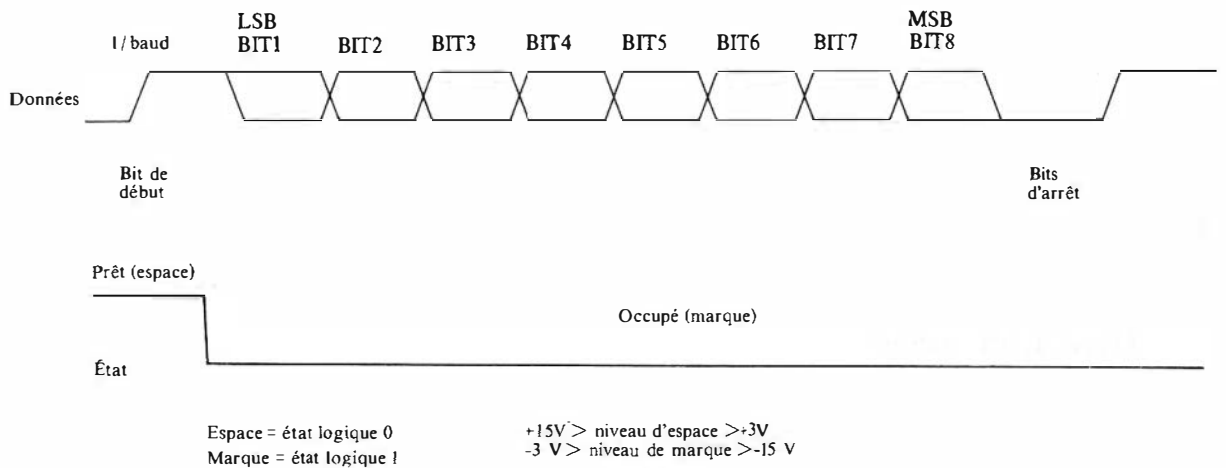 LSB MSB
1/baud BIT1 BIT2 BIT3 BIT4 BIT5 BIT6 BIT7 BIT8
Données
Bit de Bits
début d'arrêt
Prêt (espace)
Occupé (marque)
État
Espace = état logique 0 +15V > niveau d'espace >+3V
Marque = état logique 1 -3 V > niveau de marque >-15 V